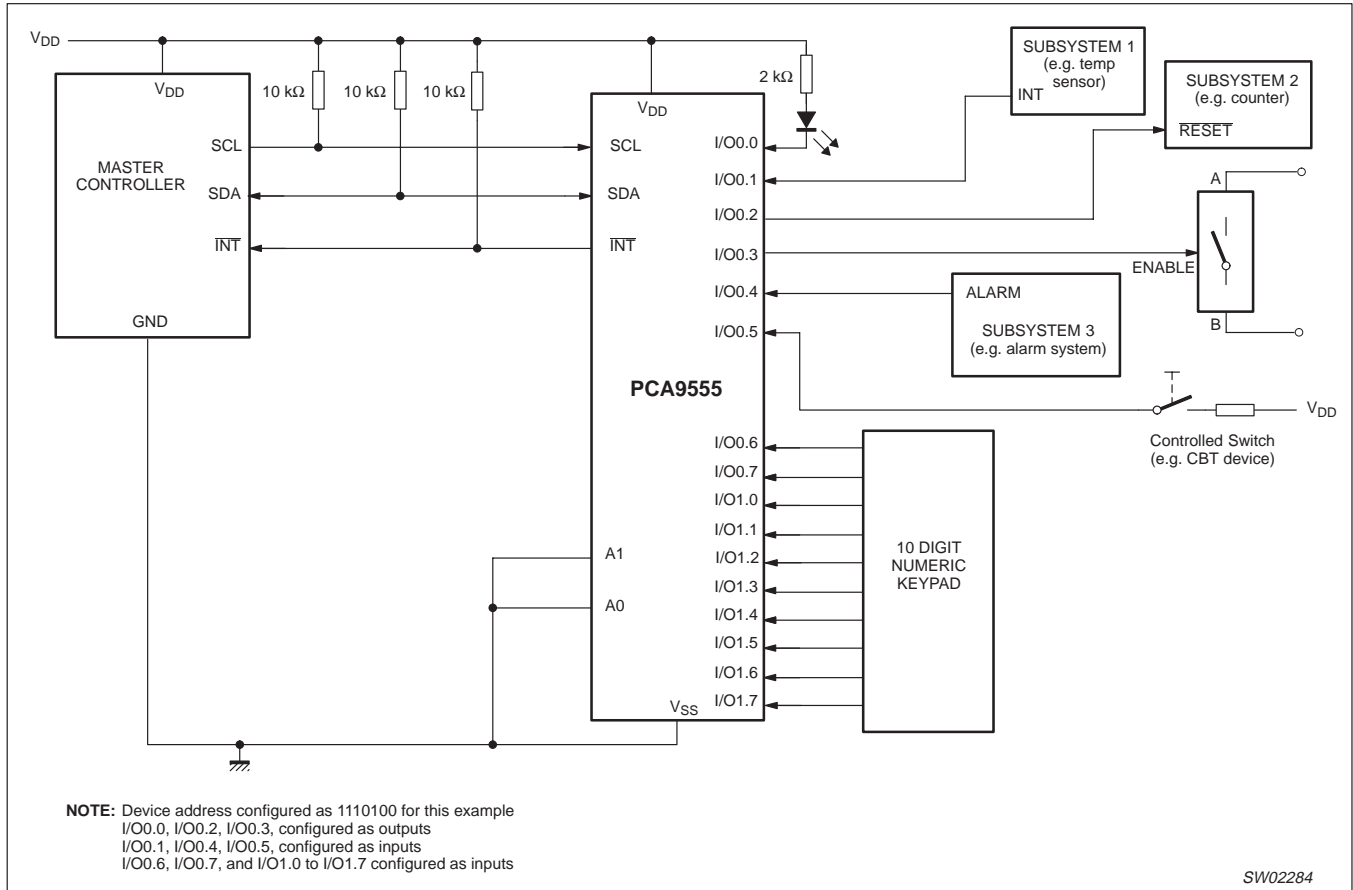 VDD
VDD
10 kΩ
10 kΩ
10 kΩ
MASTER
CONTROLLER
SCL
SDA
INT
GND
VDD
SCL
SDA
INT
PCA9555
A1
A0
VSS
I/O0.0
I/O0.1
I/O0.2
I/O0.3
I/O0.4
I/O0.5
I/O0.6
I/O0.7
I/O1.0
I/O1.1
I/O1.2
I/O1.3
I/O1.4
I/O1.5
I/O1.6
I/O1.7
2 kΩ
SUBSYSTEM 1
(e.g. temp
sensor)
INT
SUBSYSTEM 2
(e.g. counter)
RESET
A
ENABLE
B
ALARM
SUBSYSTEM 3
(e.g. alarm system)
VDD
Controlled Switch
(e.g. CBT device)
10 DIGIT
NUMERIC
KEYPAD
NOTE: Device address configured as 1110100 for this example
I/O0.0, I/O0.2, I/O0.3, configured as outputs
I/O0.1, I/O0.4, I/O0.5, configured as inputs
I/O0.6, I/O0.7, and I/O1.0 to I/O1.7 configured as inputs
SW02284